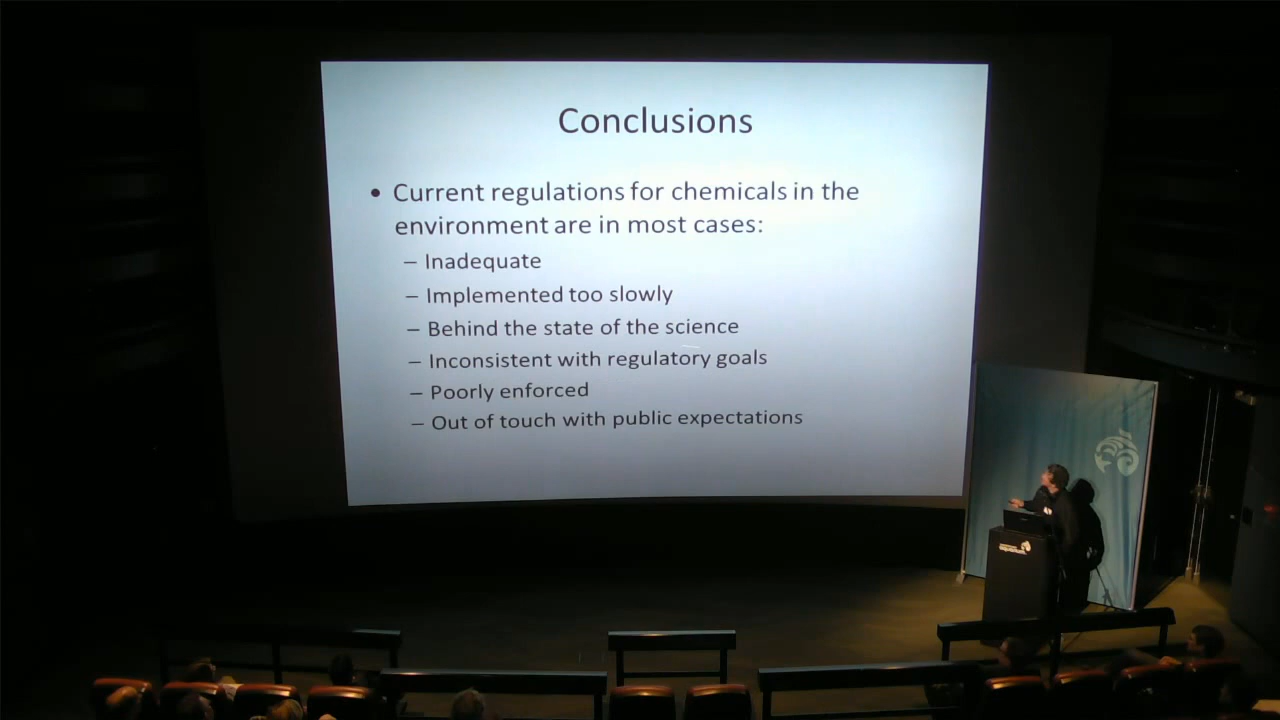 Conclusions
• Current regulations for chemicals in the
environment are in most cases:
– Inadequate
– Implemented too slowly
– Behind the state of the science
– Inconsistent with regulatory goals
– Poorly enforced
– Out of touch with public expectations